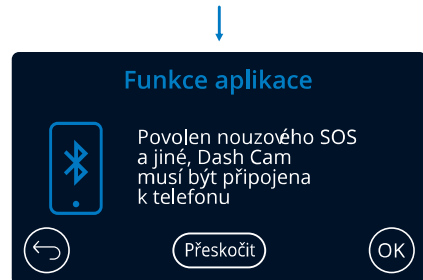 Funkce aplikace
Povolen nouzového SOS
a jiné, Dash Cam
musí být připojena
k telefonu
Přeskočit
OK